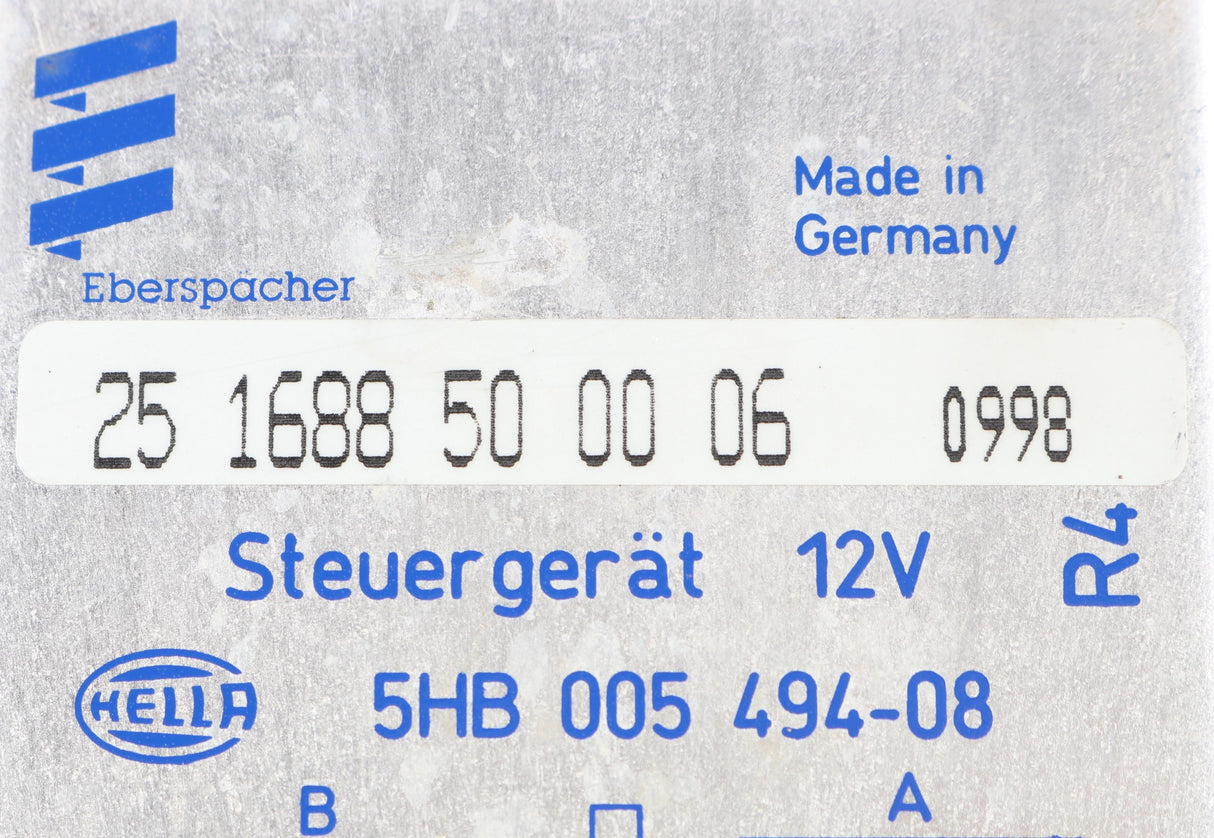 Made in
Germany
Eberspächer
25 1688 50 00 06 0998
Steuergerät 12V
R4
HELLA 5HB 005 494-08
B A